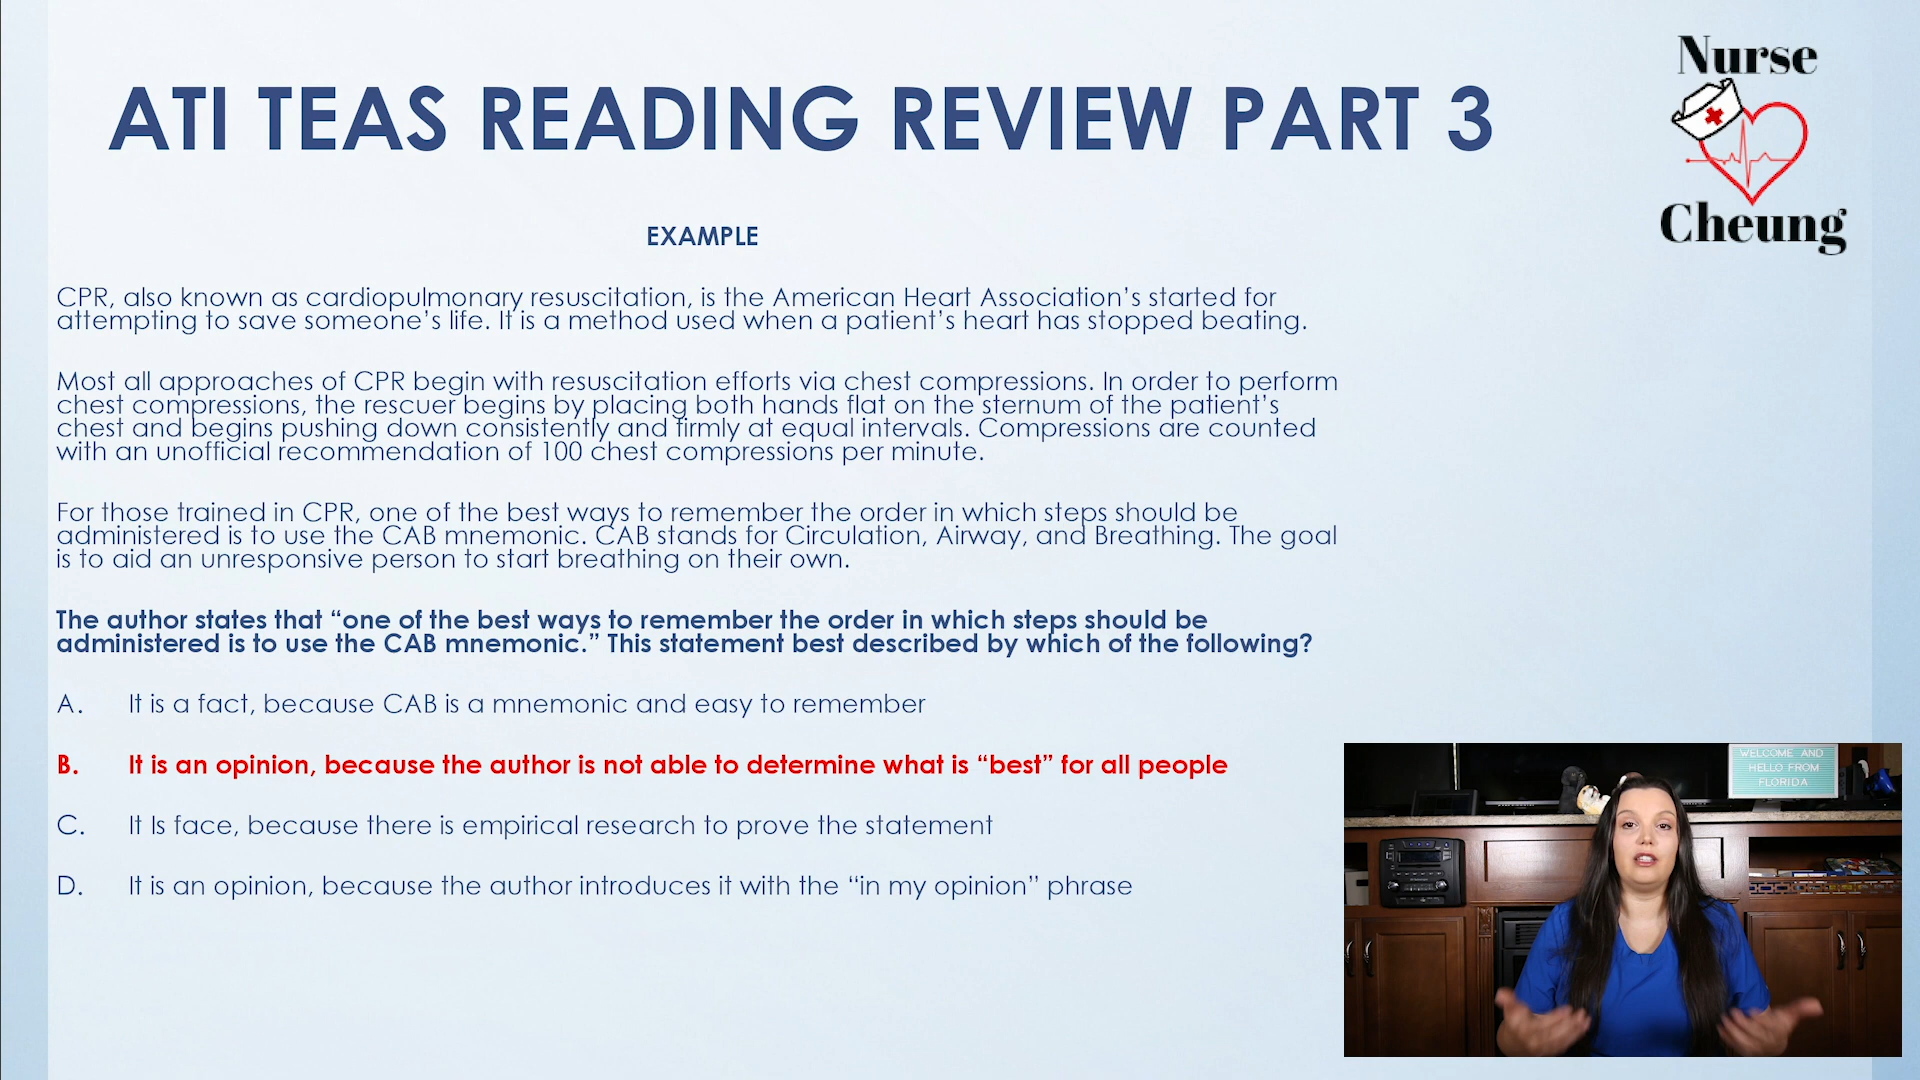 Nurse
Cheung
ATI TEAS READING REVIEW PART 3
EXAMPLE
CPR, also known as cardiopulmonary resuscitation, is the American Heart Association’s started for
attempting to save someone’s life. It is a method used when a patient’s heart has stopped beating.
Most all approaches of CPR begin with resuscitation efforts via chest compressions. In order to perform
chest compressions, the rescuer begins by placing both hands flat on the sternum of the patient’s
chest and begins pushing down consistently and firmly at equal intervals. Compressions are counted
with an unofficial recommendation of 100 chest compressions per minute.
For those trained in CPR, one of the best ways to remember the order in which steps should be
administered is to use the CAB mnemonic. CAB stands for Circulation, Airway, and Breathing. The goal
is to aid an unresponsive person to start breathing on their own.
The author states that “one of the best ways to remember the order in which steps should be
administered is to use the CAB mnemonic.” This statement best described by which of the following?
A. It is a fact, because CAB is a mnemonic and easy to remember
B. It is an opinion, because the author is not able to determine what is “best” for all people
C. It Is face, because there is empirical research to prove the statement
D. It is an opinion, because the author introduces it with the “in my opinion” phrase
WELCOME AND
HELLO FROM
FLORIDA